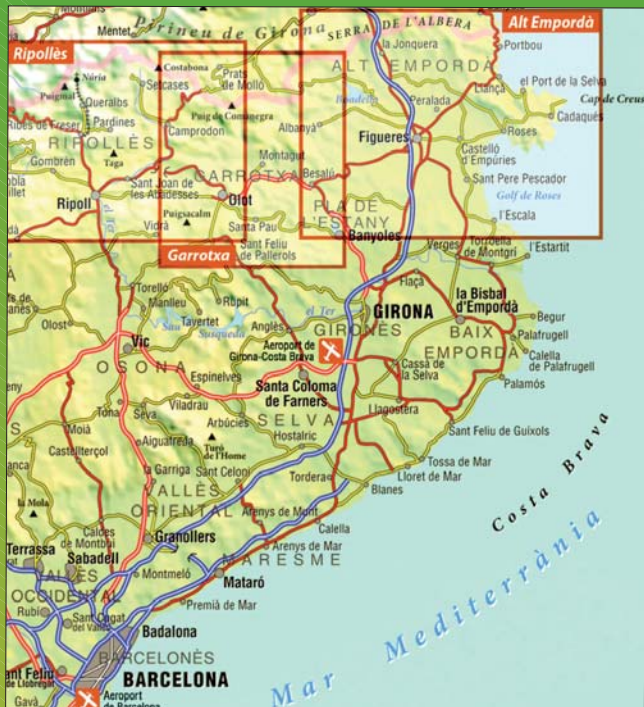 Alt Empordà
SERRA DE L'ALBERA
Mentet
Pirineu de Girona
la Jonquera
Portbou
Ripollès
Costabona
Prats
de Molló
ALT EMPORDÀ
Núria
Setcases
Llançà
el Port de la Selva
Puigmal
Queralbs
Puig de Comanegra
Boadella
Peralada
Cap de Creus
Pardines
Albanyà
Cadaqués
Ribes de Freser
Camprodon
Figueres
Roses
RIPOLLÈS
Castelló
d'Empúries
Gombrèn
Taga
Montagut
GARROTXA
Besalú
Sant Joan de
les Abadesses
Sant Pere Pescador
Ripoll
Olot
PLA DE
L'ESTANY
Golf de Roses
el Ter
Puigsacalm
Santa Pau
l'Escala
Vidrà
Banyoles
Sant Feliu
de Pallerols
Garrotxa
Verges
Torroella
de Montgrí
l'Estartit
Torelló
Flaçà
Manlleu
Rupit
la Bisbal
d'Empordà
Olost
Tavertet
el Ter
GIRONA
Begur
Sau
Susqueda
Anglès
GIRONÈS
BAIX
EMPORDÀ
Palafrugell
Vic
Aeroport de
Girona-Costa Brava
Calella
de Palafrugell
OSONA
Cassà de
la Selva
Espinelves
Santa Coloma
de Farners
Palamós
Viladrau
Llagostera
Tona
Seva
Arbúcies
SELVA
Moià
Sant Feliu de Guíxols
Aiguafreda
Turó
de l'Home
Hostalric
Castellterçol
Tossa de Mar
la Garriga
Sant Celoni
Tordera
Lloret de Mar
Costa Brava
la Mola
VALLÈS
ORIENTAL
Blanes
Arenys de Mont
Caldes
de Montbui
Calella
Granollers
Terrassa
Arenys de Mar
Sabadell
MARESME
VALLÈS
OCCIDENTAL
Montmeló
Mataró
Rubí
Premià de Mar
Sant Cugat
del Vallès
Badalona
Mar Mediterrània
BARCELONÈS
ant Feliu
de Llobregat
BARCELONA
Gavà
Aeroport
de Barcelona